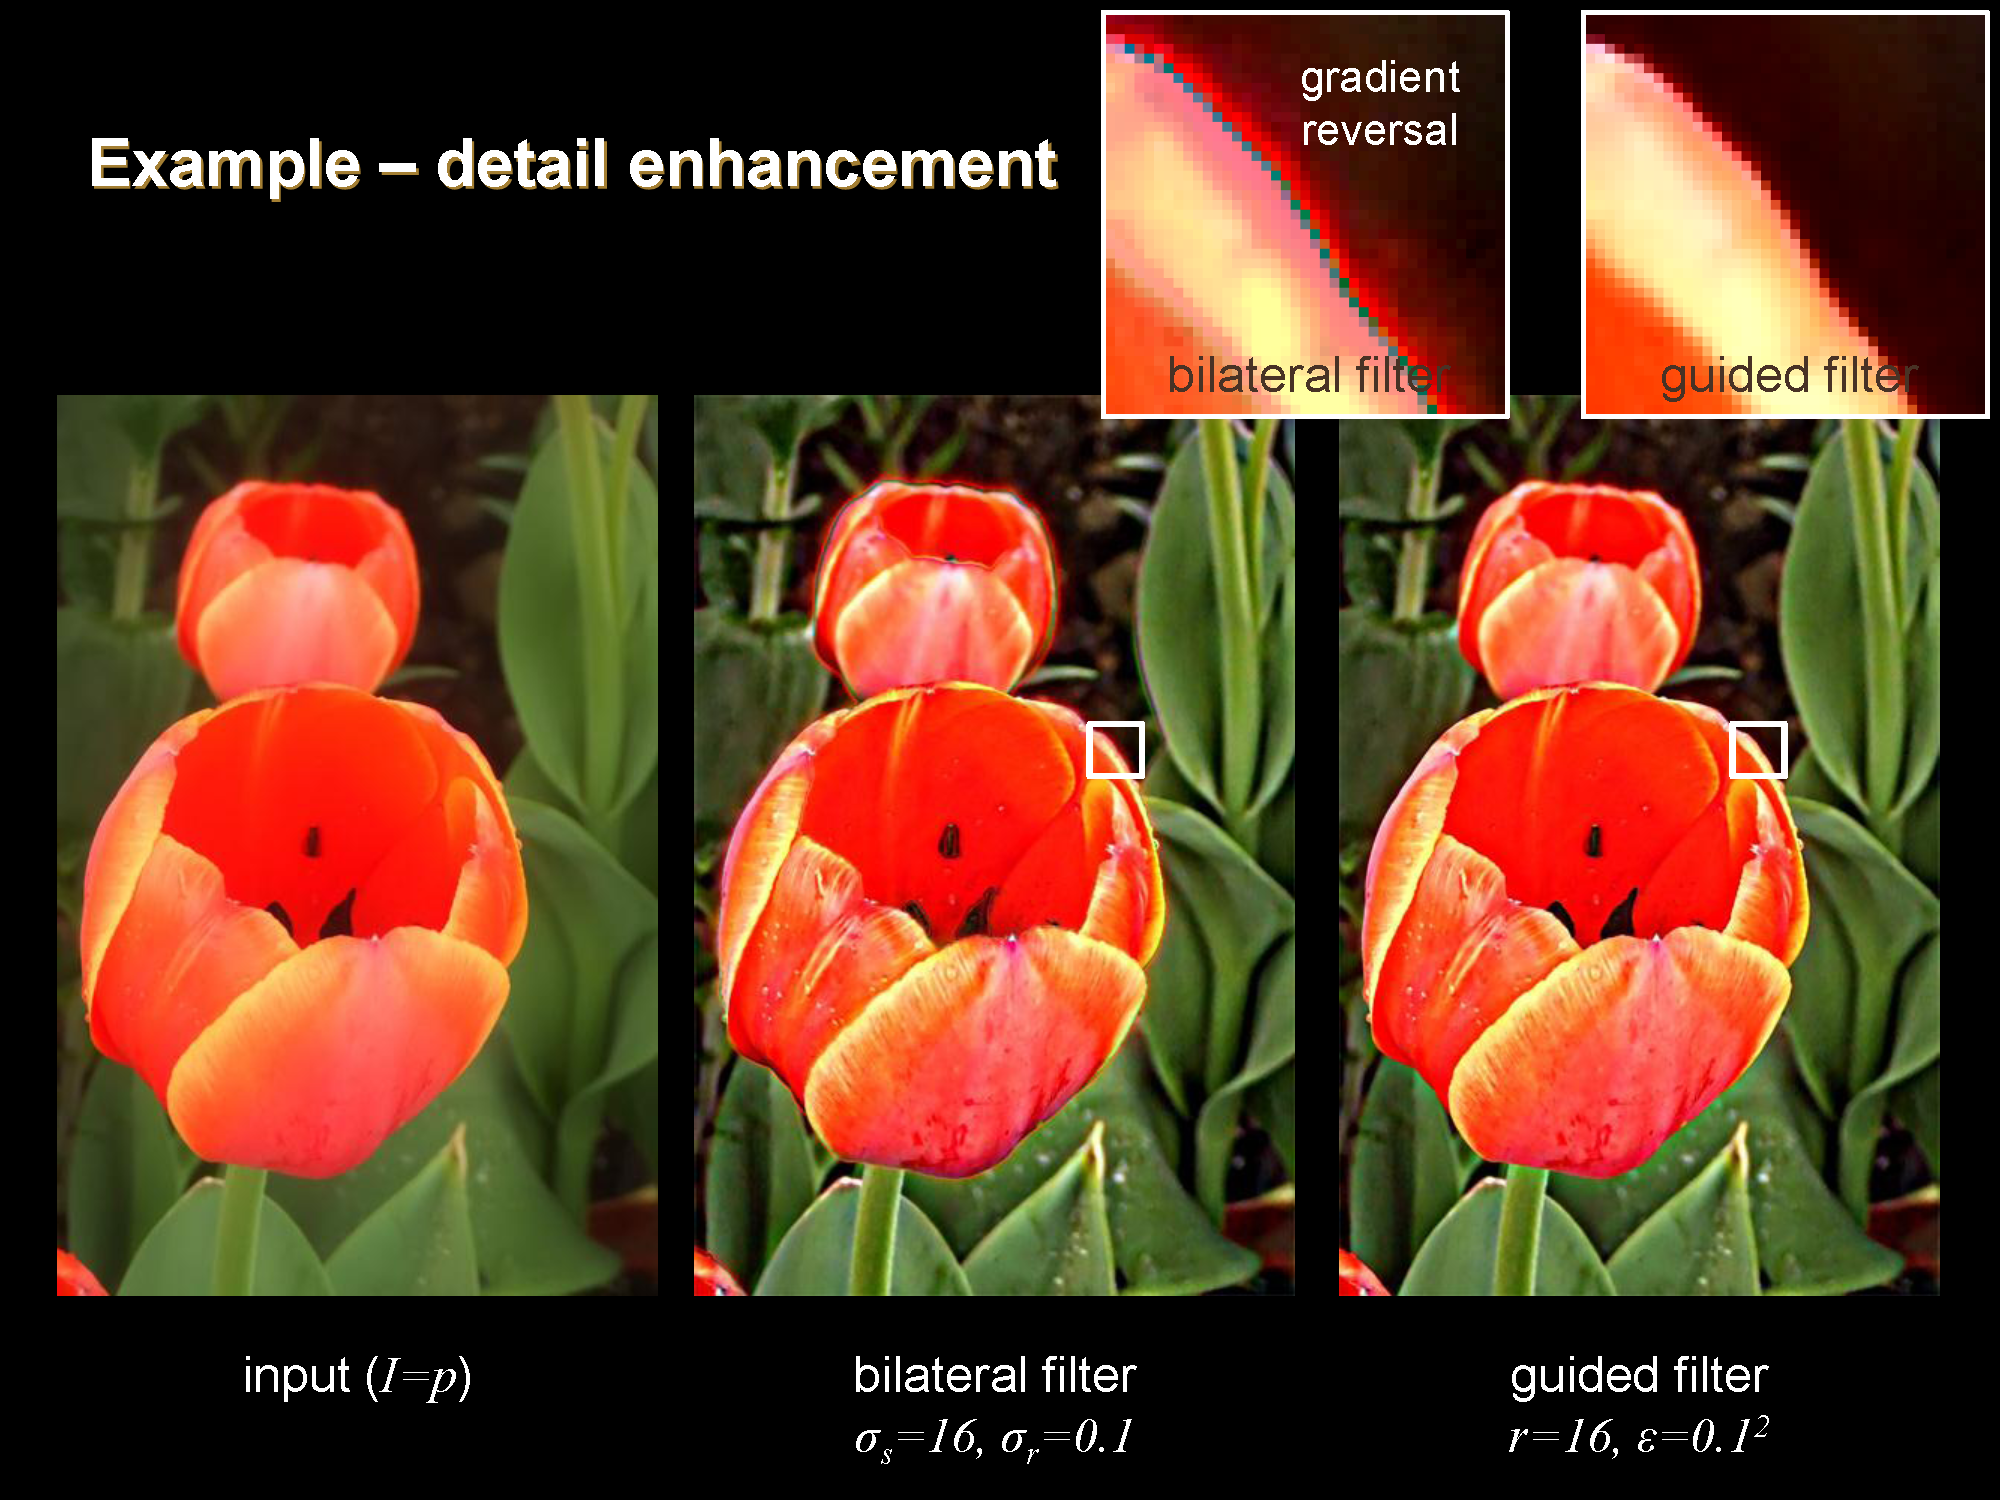 Example – detail enhancement
gradient
reversal
bilateral filter
guided filter
input (I=p)
bilateral filter
σs=16, σr=0.1
guided filter
r=16, ε=0.1²